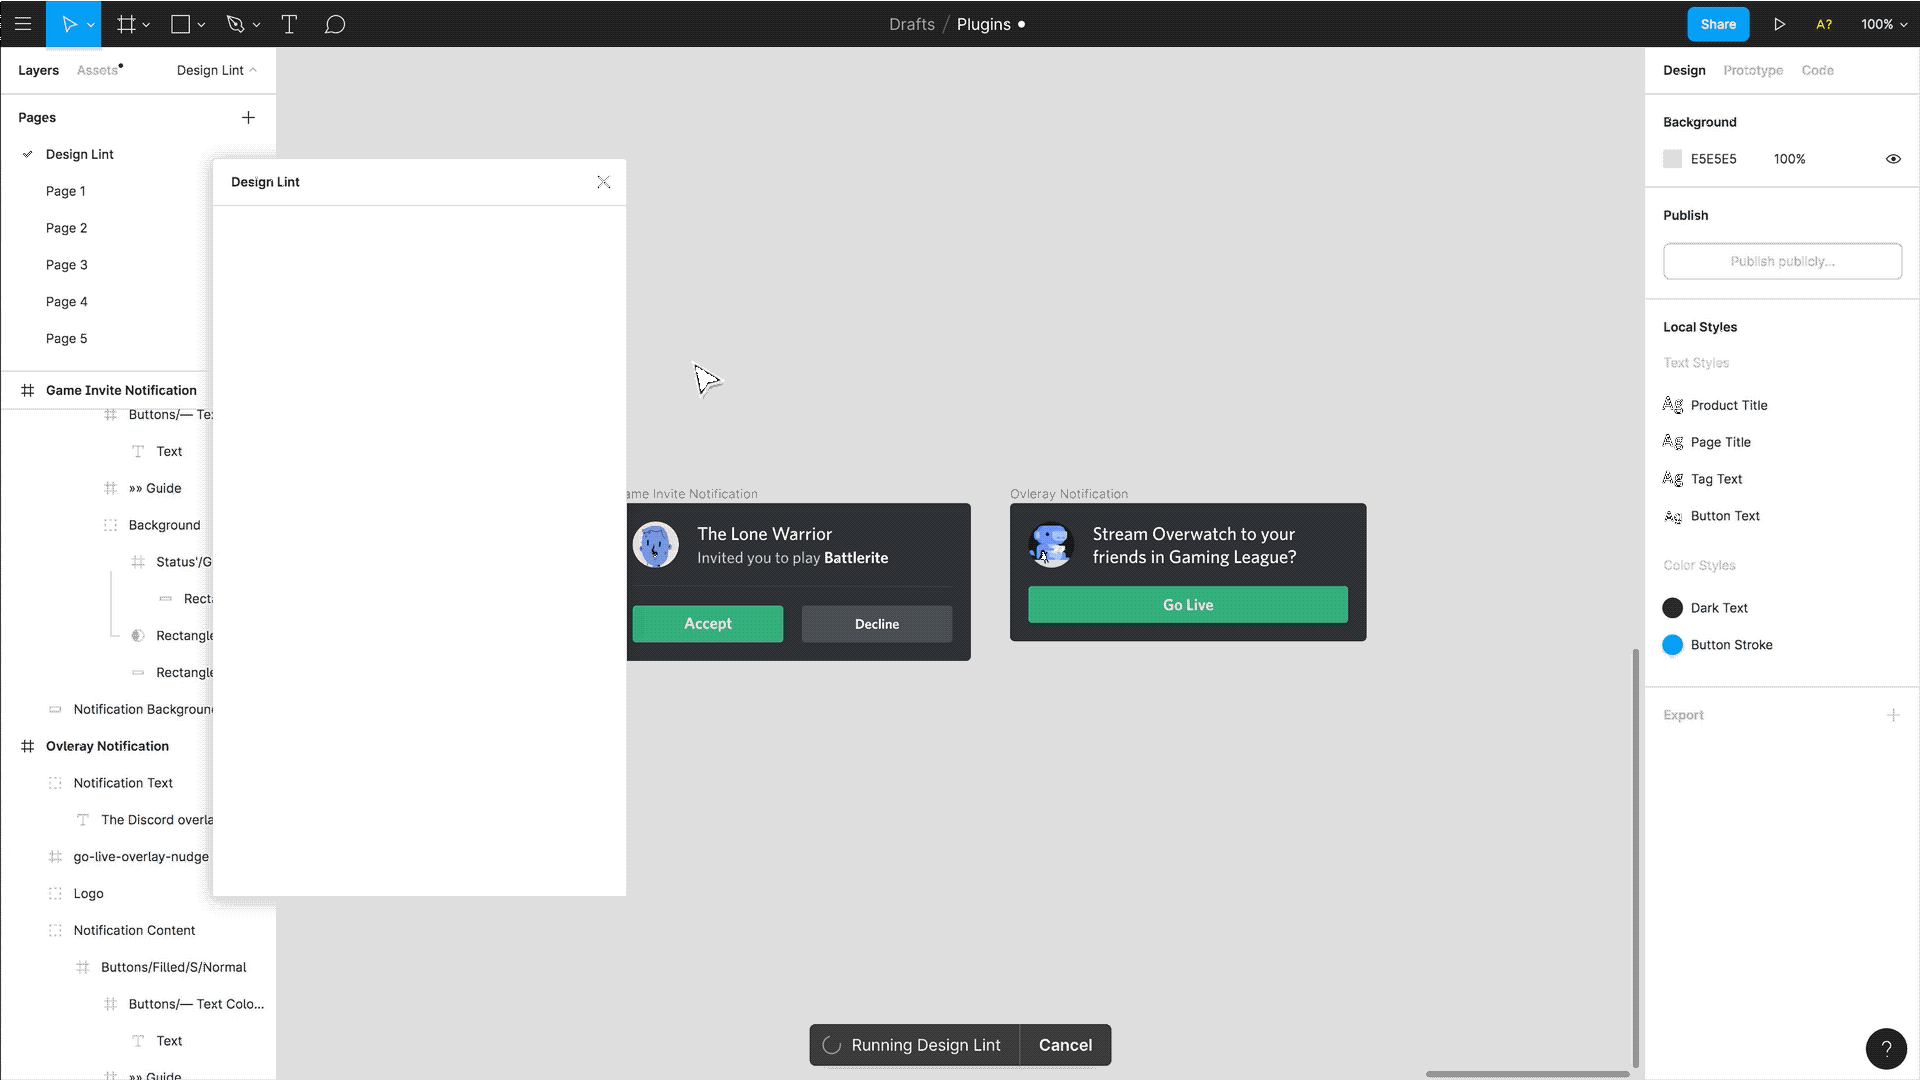 Drafts / Plugins
Share
A?
100%
Layers
Assets
Design Lint
Pages
Design Lint
Page 1
Page 2
Page 3
Page 4
Page 5
Game Invite Notification
Buttons/— Te
Text
»» Guide
Background
Status'/G
Recta
Rectangle
Rectangle
Notification Background
Ovleray Notification
Notification Text
The Discord overla
go-live-overlay-nudge
Logo
Notification Content
Buttons/Filled/S/Normal
Buttons/— Text Colo...
Text
»» Guide
Design Lint
ame Invite Notification
The Lone Warrior
Invited you to play Battlerite
Accept
Decline
Ovleray Notification
Stream Overwatch to your
friends in Gaming League?
Go Live
Running Design Lint
Cancel
Design
Prototype
Code
Background
E5E5E5
100%
Publish
Publish publicly...
Local Styles
Text Styles
Ag Product Title
Ag Page Title
Ag Tag Text
Ag Button Text
Color Styles
Dark Text
Button Stroke
Export
?